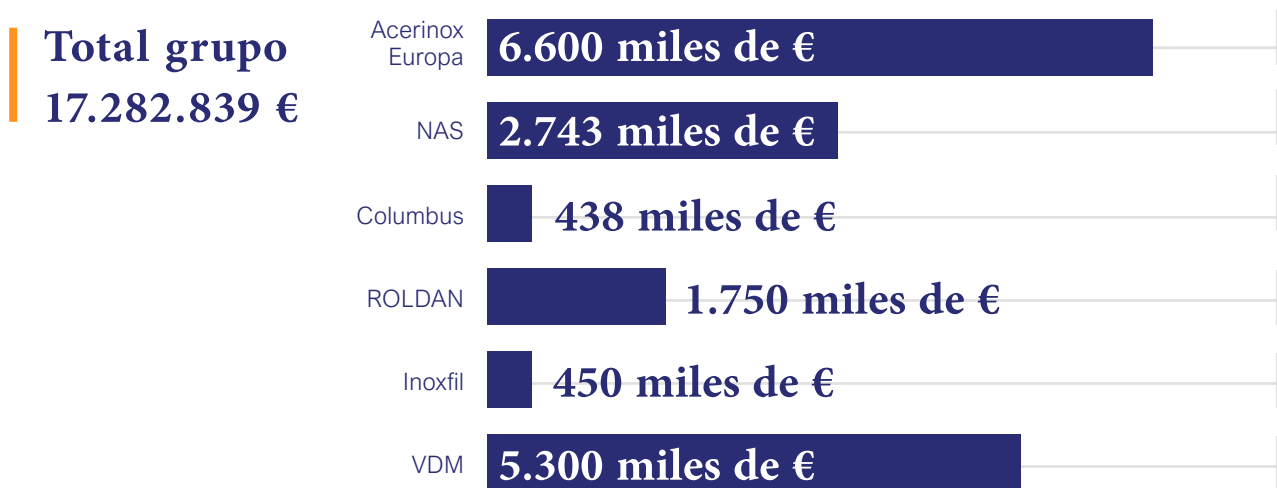 Total grupo
17.282.839 €
Acerinox
Europa
6.600 miles de €
NAS
2.743 miles de €
Columbus
438 miles de €
ROLDAN
1.750 miles de €
Inoxfil
450 miles de €
VDM
5.300 miles de €